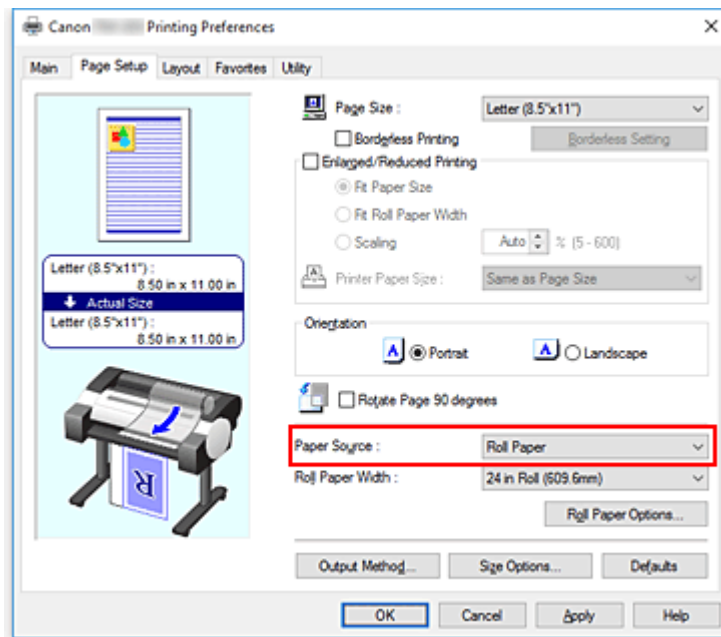 Canon Printing Preferences
Main Page Setup Layout Favorites Utility
Page Size : Letter (8.5"x11")
Borderless Printing Borderless Setting
Enlarged/Reduced Printing
Fit Paper Size
Fit Roll Paper Width
Scaling Auto % (5 - 600)
Printer Paper Size : Same as Page Size
Letter (8.5"x11") :
8.50 in x 11.00 in
Actual Size
Letter (8.5"x11") :
8.50 in x 11.00 in
Orientation
A Portrait A Landscape
Rotate Page 90 degrees
Paper Source : Roll Paper
Roll Paper Width : 24 in Roll (609.6mm)
Roll Paper Options...
R
Output Method... Size Options... Defaults
OK Cancel Apply Help